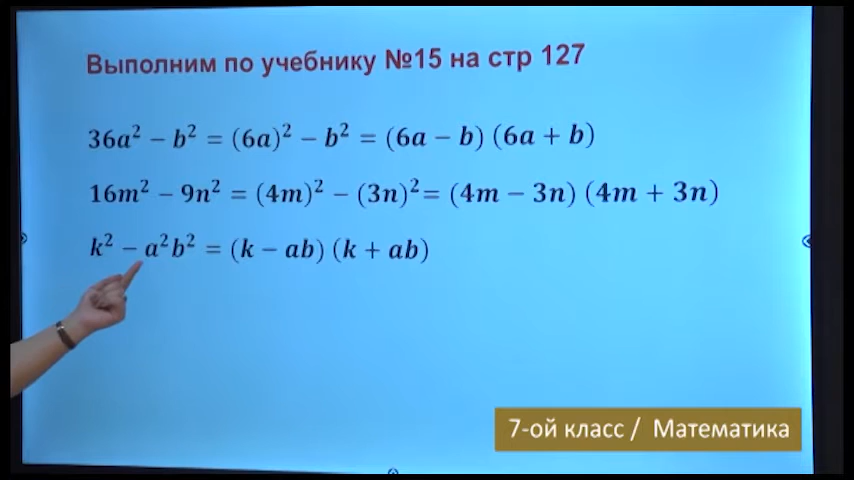 Выполним по учебнику №15 на стр 127
36a² − b² = (6a)² − b² = (6a − b) (6a + b)
16m² − 9n² = (4m)² − (3n)²= (4m − 3n) (4m + 3n)
k² − a²b² = (k − ab) (k + ab)
7-ой класс / Математика